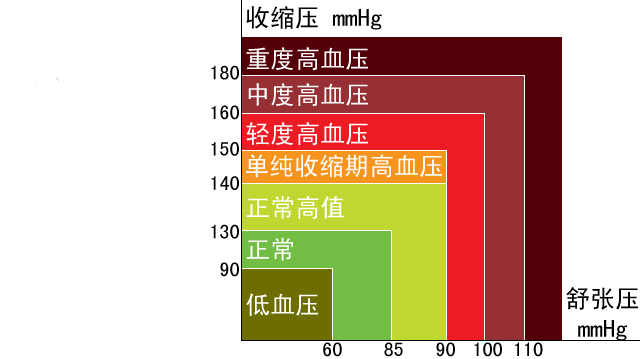 收缩压 mmHg
重度高血压
180
中度高血压
160
轻度高血压
150
单纯收缩期高血压
140
正常高值
130
正常
90
低血压
舒张压
mmHg
60 85 90 100 110